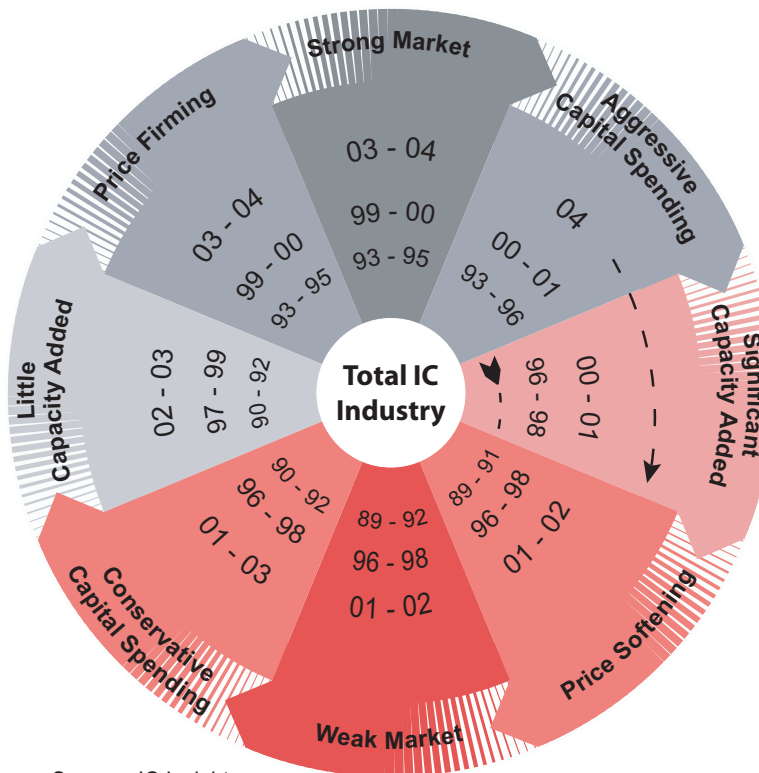 Strong Market
03 - 04
99 - 00
93 - 95
Aggressive
Capital Spending
04
00 - 01
93 - 96
Significant
Capacity Added
00 - 01
96 - 98
Price Softening
01 - 02
96 - 98
89 - 91
Weak Market
89 - 92
96 - 98
01 - 02
Conservative
Capital Spending
01 - 03
96 - 98
90 - 92
Little
Capacity Added
02 - 03
97 - 99
90 - 92
Price Firming
03 - 04
99 - 00
93 - 95
Total IC
Industry